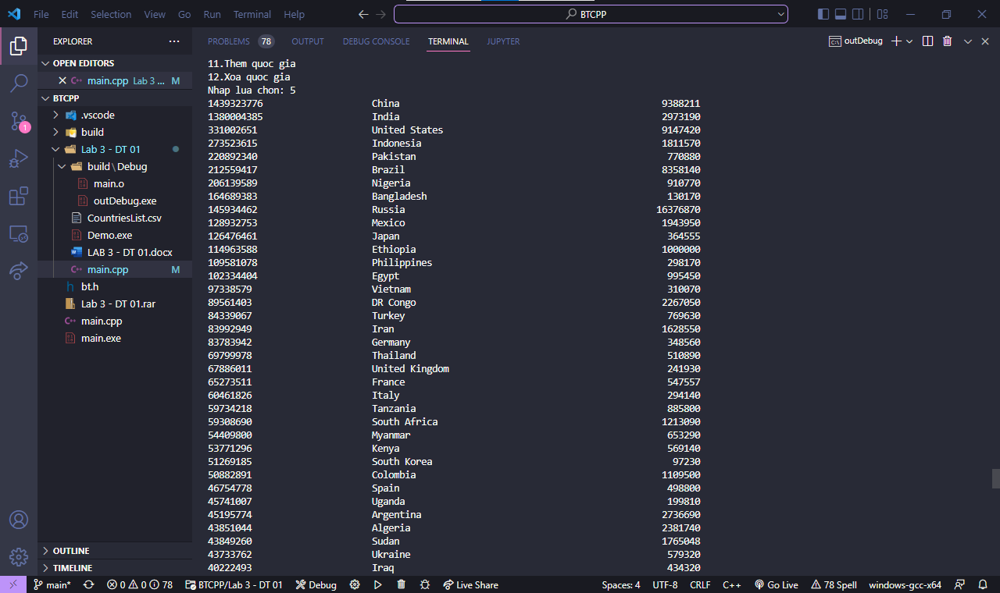 File Edit Selection View Go Run Terminal Help BTCPP
EXPLORER ...
OPEN EDITORS
main.cpp Lab 3 ... M
BTCPP
.vscode
build
Lab 3 - DT 01
build\Debug
main.o
outDebug.exe
CountriesList.csv
Demo.exe
LAB 3 - DT 01.docx
main.cpp M
bt.h
Lab 3 - DT 01.rar
main.cpp
main.exe
OUTLINE
TIMELINE
1
PROBLEMS 78 OUTPUT DEBUG CONSOLE TERMINAL JUPYTER outDebug
11.Them quoc gia
12.Xoa quoc gia
Nhap lua chon: 5
1439323776 China 9388211
1380004385 India 2973190
331002651 United States 9147420
273523615 Indonesia 1811570
220892340 Pakistan 770880
212559417 Brazil 8358140
206139589 Nigeria 910770
164689383 Bangladesh 130170
145934462 Russia 16376870
128932753 Mexico 1943950
126476461 Japan 364555
114963588 Ethiopia 1000000
109581078 Philippines 298170
102334404 Egypt 995450
97338579 Vietnam 310070
89561403 DR Congo 2267050
84339067 Turkey 769630
83992949 Iran 1628550
83783942 Germany 348560
69799978 Thailand 510890
67886011 United Kingdom 241930
65273511 France 547557
60461826 Italy 294140
59734218 Tanzania 885800
59308690 South Africa 1213090
54409800 Myanmar 653290
53771296 Kenya 569140
51269185 South Korea 97230
50882891 Colombia 1109500
46754778 Spain 498800
45741007 Uganda 199810
45195774 Argentina 2736690
43851044 Algeria 2381740
43849260 Sudan 1765048
43733762 Ukraine 579320
40222493 Iraq 434320
main* 0 0 78 BTCPP/Lab 3 - DT 01 Debug Live Share Spaces: 4 UTF-8 CRLF C++ Go Live 78 Spell windows-gcc-x64